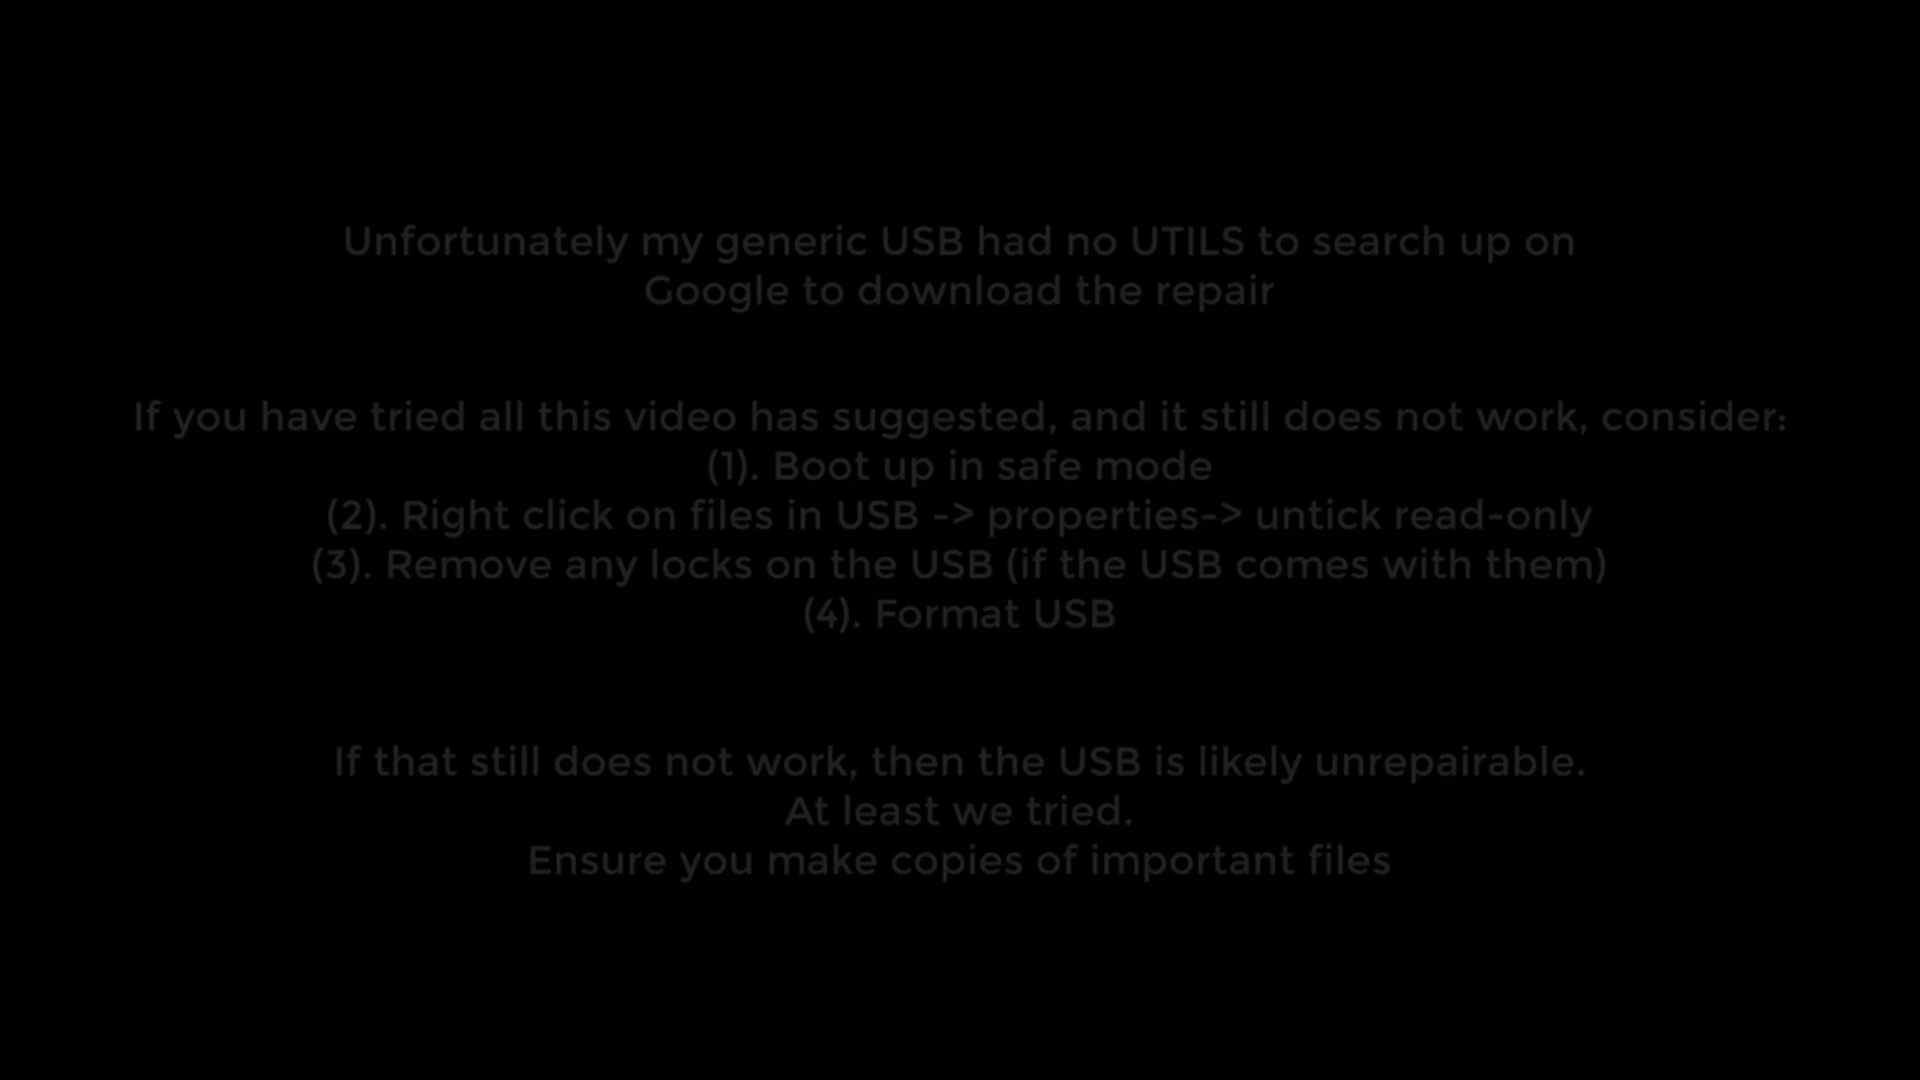 Unfortunately my generic USB had no UTILS to search up on
Google to download the repair
If you have tried all this video has suggested, and it still does not work, consider:
(1). Boot up in safe mode
(2). Right click on files in USB -> properties-> untick read-only
(3). Remove any locks on the USB (if the USB comes with them)
(4). Format USB
If that still does not work, then the USB is likely unrepairable.
At least we tried.
Ensure you make copies of important files